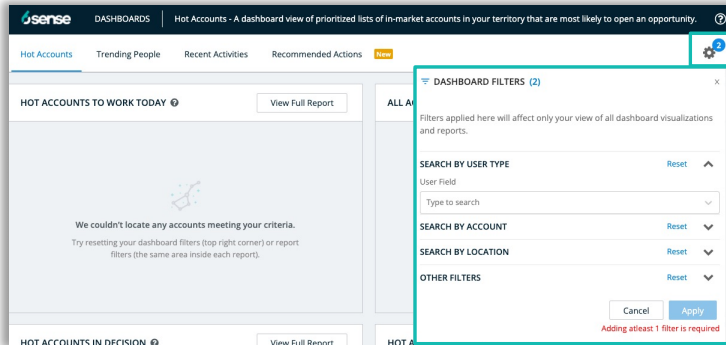 6sense DASHBOARDS Hot Accounts - A dashboard view of prioritized lists of in-market accounts in your territory that are most likely to open an opportunity.
Hot Accounts Trending People Recent Activities Recommended Actions New
2
HOT ACCOUNTS TO WORK TODAY View Full Report
We couldn't locate any accounts meeting your criteria.
Try resetting your dashboard filters (top right corner) or report
filters (the same area inside each report).
ALL A
DASHBOARD FILTERS (2) x
Filters applied here will affect only your view of all dashboard visualizations
and reports.
SEARCH BY USER TYPE Reset
User Field
Type to search
SEARCH BY ACCOUNT Reset
SEARCH BY LOCATION Reset
OTHER FILTERS Reset
Cancel Apply
Adding atleast 1 filter is required
HOT ACCOUNTS IN DECISION View Full Report
HOT A